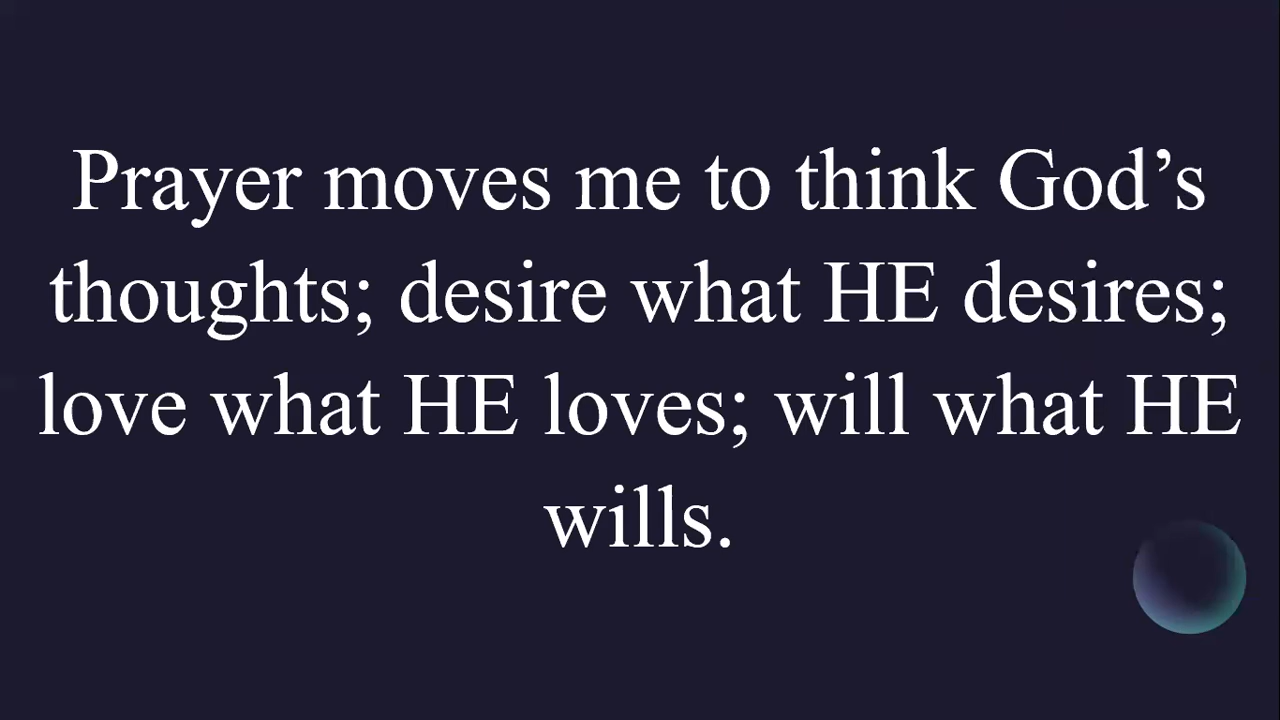 Prayer moves me to think God’s
thoughts; desire what HE desires;
love what HE loves; will what HE
wills.